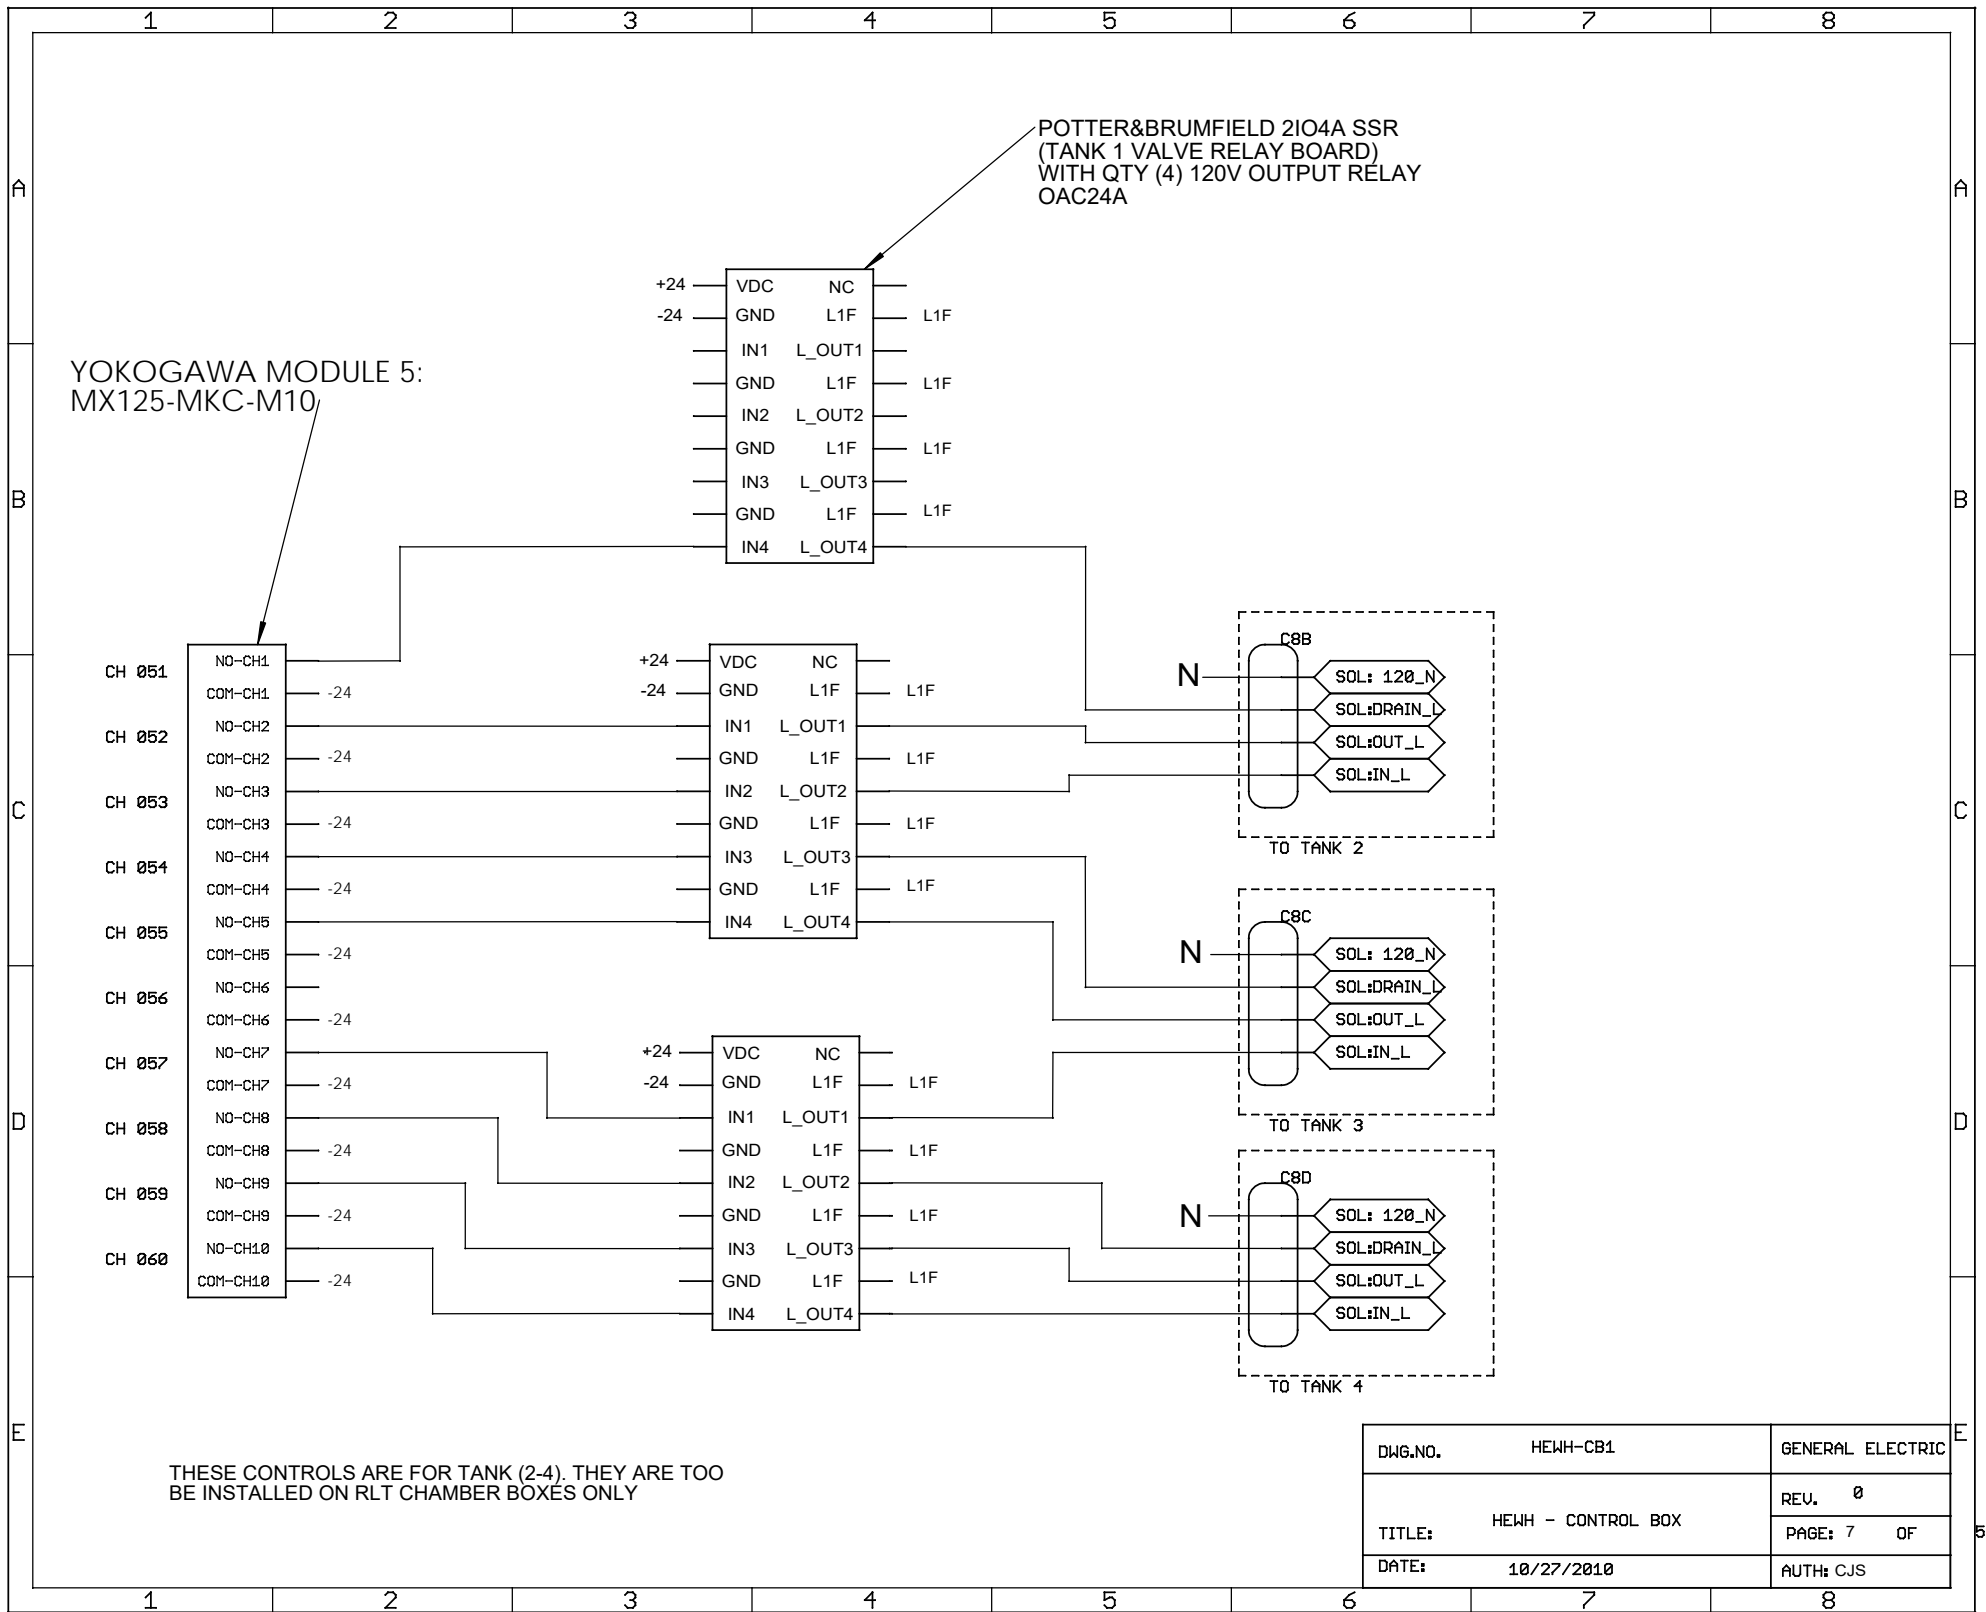 1 2 3 4 5 6 7 8
POTTER&BRUMFIELD 2IO4A SSR
(TANK 1 VALVE RELAY BOARD)
WITH QTY (4) 120V OUTPUT RELAY
OAC24A
A A
+24 VDC NC
-24 GND L1F L1F
IN1 L_OUT1
GND L1F L1F
IN2 L_OUT2
GND L1F L1F
IN3 L_OUT3
GND L1F L1F
IN4 L_OUT4
YOKOGAWA MODULE 5:
MX125-MKC-M10
B B
CH 051
NO-CH1
COM-CH1 -24
CH 052
NO-CH2
COM-CH2 -24
CH 053
NO-CH3
COM-CH3 -24
CH 054
NO-CH4
COM-CH4 -24
CH 055
NO-CH5
COM-CH5 -24
CH 056
NO-CH6
COM-CH6 -24
CH 057
NO-CH7
COM-CH7 -24
CH 058
NO-CH8
COM-CH8 -24
CH 059
NO-CH9
COM-CH9 -24
CH 060
NO-CH10
COM-CH10 -24
+24 VDC NC
-24 GND L1F L1F
IN1 L_OUT1
GND L1F L1F
IN2 L_OUT2
GND L1F L1F
IN3 L_OUT3
GND L1F L1F
IN4 L_OUT4
C8B
N SOL: 120_N
SOL:DRAIN_L
SOL:OUT_L
SOL:IN_L
TO TANK 2
C C
C8C
N SOL: 120_N
SOL:DRAIN_L
SOL:OUT_L
SOL:IN_L
TO TANK 3
+24 VDC NC
-24 GND L1F L1F
IN1 L_OUT1
GND L1F L1F
IN2 L_OUT2
GND L1F L1F
IN3 L_OUT3
GND L1F L1F
IN4 L_OUT4
D D
C8D
N SOL: 120_N
SOL:DRAIN_L
SOL:OUT_L
SOL:IN_L
TO TANK 4
E E
THESE CONTROLS ARE FOR TANK (2-4). THEY ARE TOO
BE INSTALLED ON RLT CHAMBER BOXES ONLY
DWG.NO. HEWH-CB1 GENERAL ELECTRIC
REV. 0
TITLE: HEWH - CONTROL BOX
PAGE: 7 OF 5
DATE: 10/27/2010 AUTH: CJS
1 2 3 4 5 6 7 8